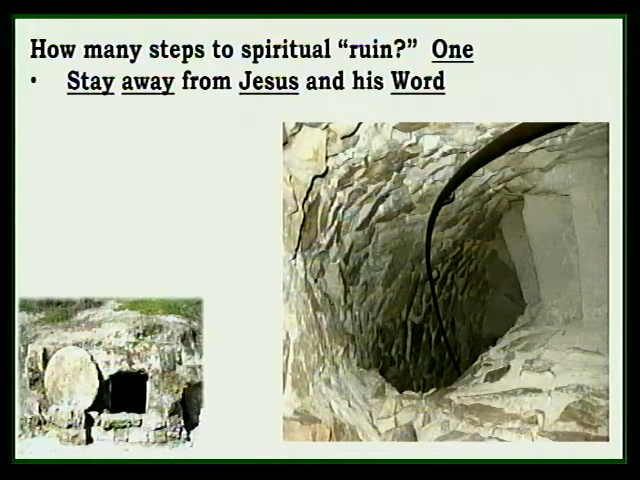 How many steps to spiritual “ruin?” One
• Stay away from Jesus and his Word